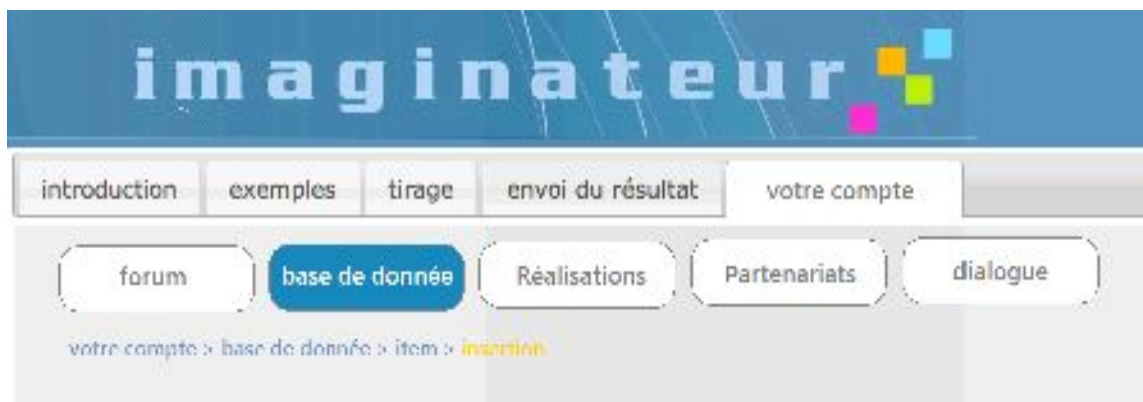 imaginateur
introduction exemples tirage envoi du résultat votre compte
forum base de donnée Réalisations Partenariats dialogue
votre compte > base de donnée > item > insertion